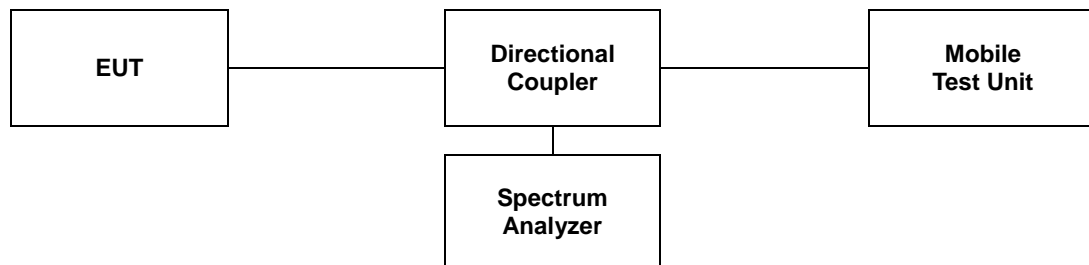 EUT
Directional
Coupler
Mobile
Test Unit
Spectrum
Analyzer